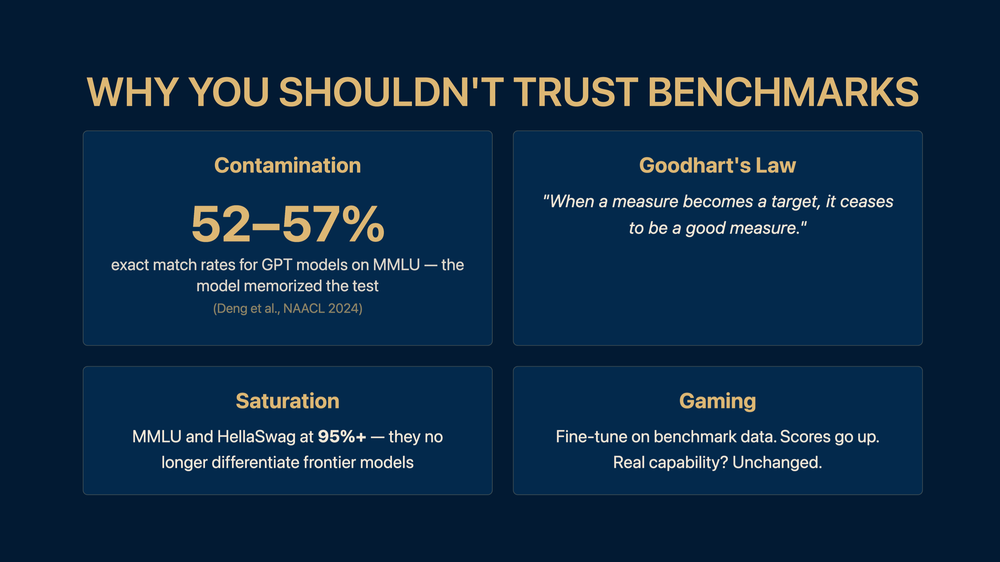 WHY YOU SHOULDN'T TRUST BENCHMARKS
Contamination
52–57%
exact match rates for GPT models on MMLU — the
model memorized the test
(Deng et al., NAACL 2024)
Goodhart's Law
"When a measure becomes a target, it ceases
to be a good measure."
Saturation
MMLU and HellaSwag at 95%+ — they no
longer differentiate frontier models
Gaming
Fine-tune on benchmark data. Scores go up.
Real capability? Unchanged.